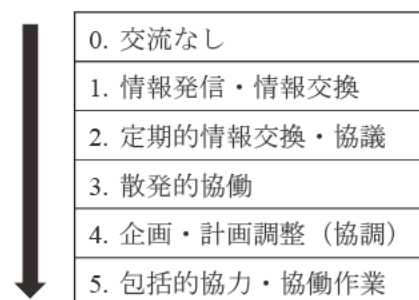 0. 交流なし
1. 情報発信・情報交換
2. 定期的情報交換・協議
3. 散発的協働
4. 企画・計画調整（協調）
5. 包括的協力・協働作業